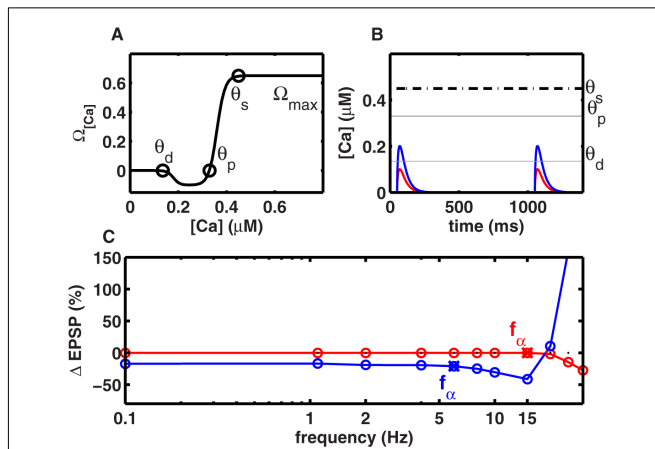 A
B
Ω[Ca]
0.6
0.4
0.2
0
θd
θp
θs
Ωmax
0 0.2 0.4 0.6
[Ca] (μM)
[Ca] (μM)
0.4
0.2
0
θs
θp
θd
0 500 1000
time (ms)
C
Δ EPSP (%)
150
100
50
0
−50
fα
fα
0.1 1 2 5 10 15
frequency (Hz)